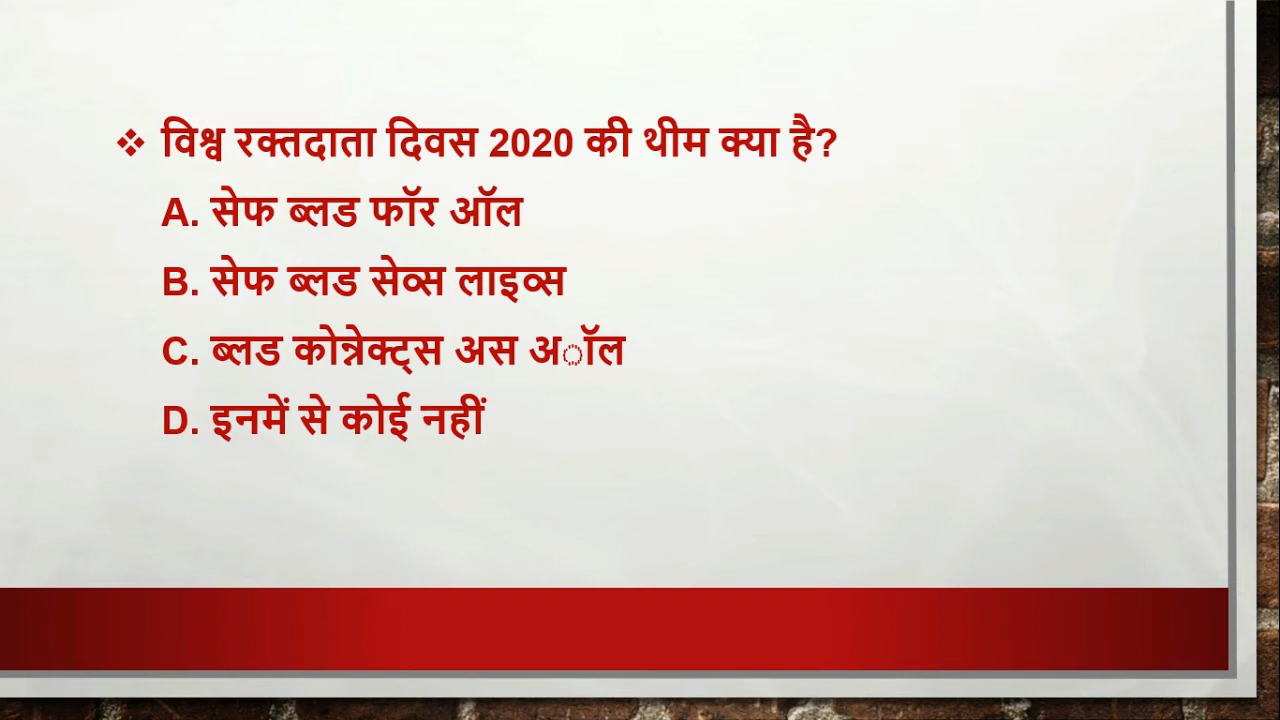 ❖ विश्व रक्तदाता दिवस 2020 की थीम क्या है?
A. सेफ ब्लड फॉर ऑल
B. सेफ ब्लड सेव्स लाइव्स
C. ब्लड कोन्नेक्ट्स अस अॉल
D. इनमें से कोई नहीं